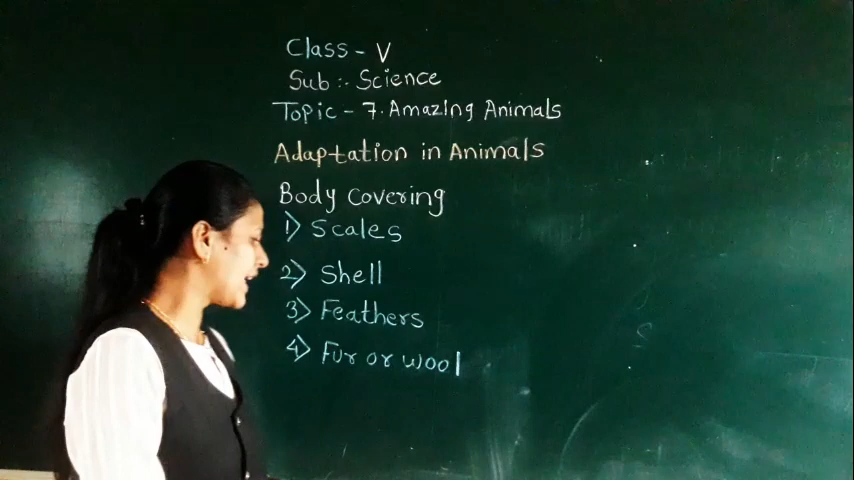 Class - V
Sub :- Science
Topic - 7. Amazing Animals
Adaptation in Animals
Body Covering
1) Scales
2) Shell
3) Feathers
4) Fur or wool